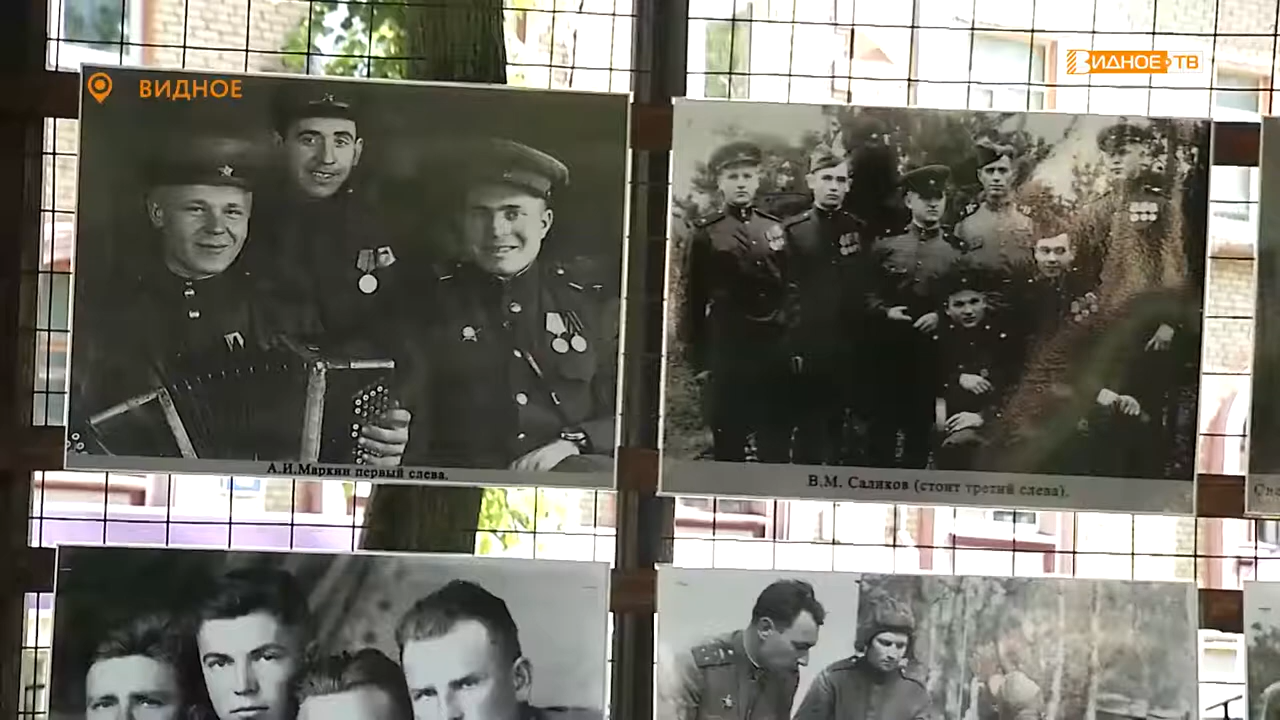 ВИДНОЕ
ВИДНОЕ ТВ
А.И.Маркин первый слева.
В.М. Саликов (стоит третий слева).